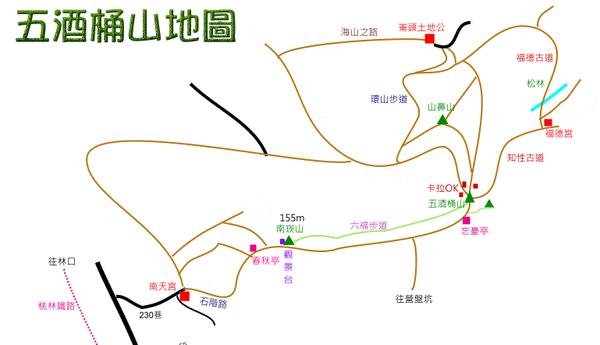 五酒桶山地圖
海山之路
崙頭土地公
福德古道
松林
環山步道
山鼻山
福德宮
知性古道
卡拉OK
五酒桶山
155m
南崁山
六福步道
忘憂亭
春秋亭
觀景台
往林口
南天宮
石階路
往營盤坑
桃林鐵路
230巷